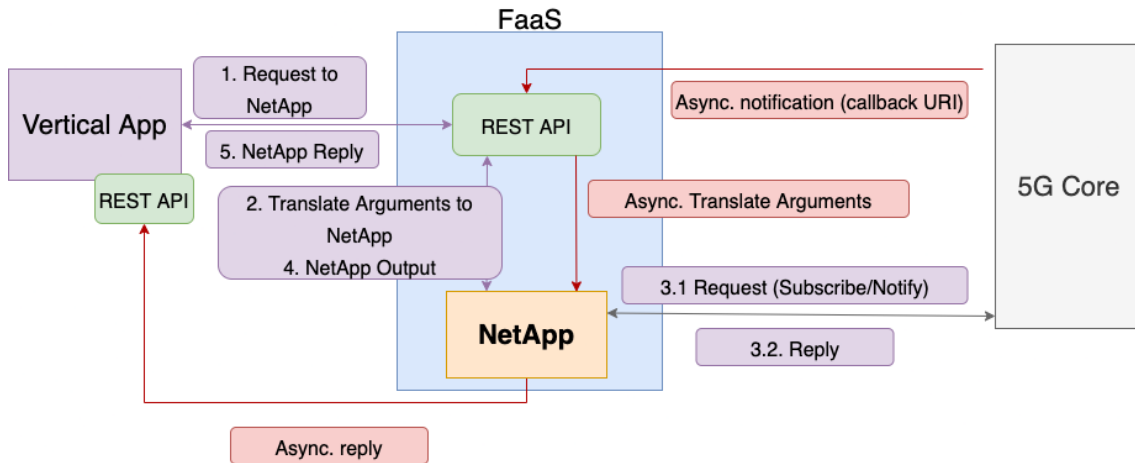 FaaS
1. Request to
NetApp
Vertical App
REST API
Async. notification (callback URI)
5. NetApp Reply
REST API
2. Translate Arguments to
NetApp
4. NetApp Output
Async. Translate Arguments
5G Core
3.1 Request (Subscribe/Notify)
NetApp
3.2. Reply
Async. reply